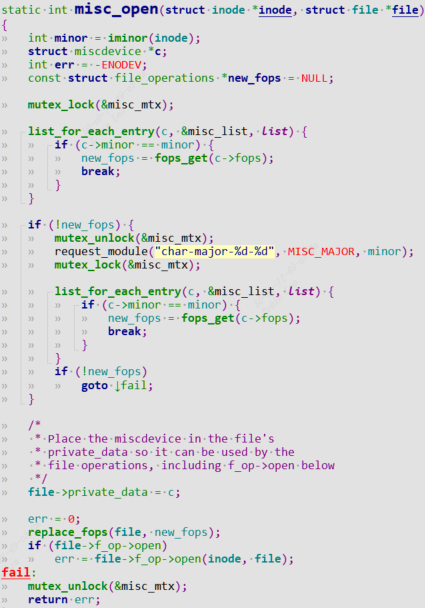 static int misc_open(struct inode *inode, struct file *file)
{
    int minor = iminor(inode);
    struct miscdevice *c;
    int err = -ENODEV;
    const struct file_operations *new_fops = NULL;

    mutex_lock(&misc_mtx);

    list_for_each_entry(c, &misc_list, list) {
        if (c->minor == minor) {
            new_fops = fops_get(c->fops);
            break;
        }
    }

    if (!new_fops) {
        mutex_unlock(&misc_mtx);
        request_module("char-major-%d-%d", MISC_MAJOR, minor);
        mutex_lock(&misc_mtx);

        list_for_each_entry(c, &misc_list, list) {
            if (c->minor == minor) {
                new_fops = fops_get(c->fops);
                break;
            }
        }
        if (!new_fops)
            goto ↓fail;
    }

    /*
     * Place the miscdevice in the file's
     * private_data so it can be used by the
     * file operations, including f_op->open below
     */
    file->private_data = c;

    err = 0;
    replace_fops(file, new_fops);
    if (file->f_op->open)
        err = file->f_op->open(inode, file);
fail:
    mutex_unlock(&misc_mtx);
    return err;